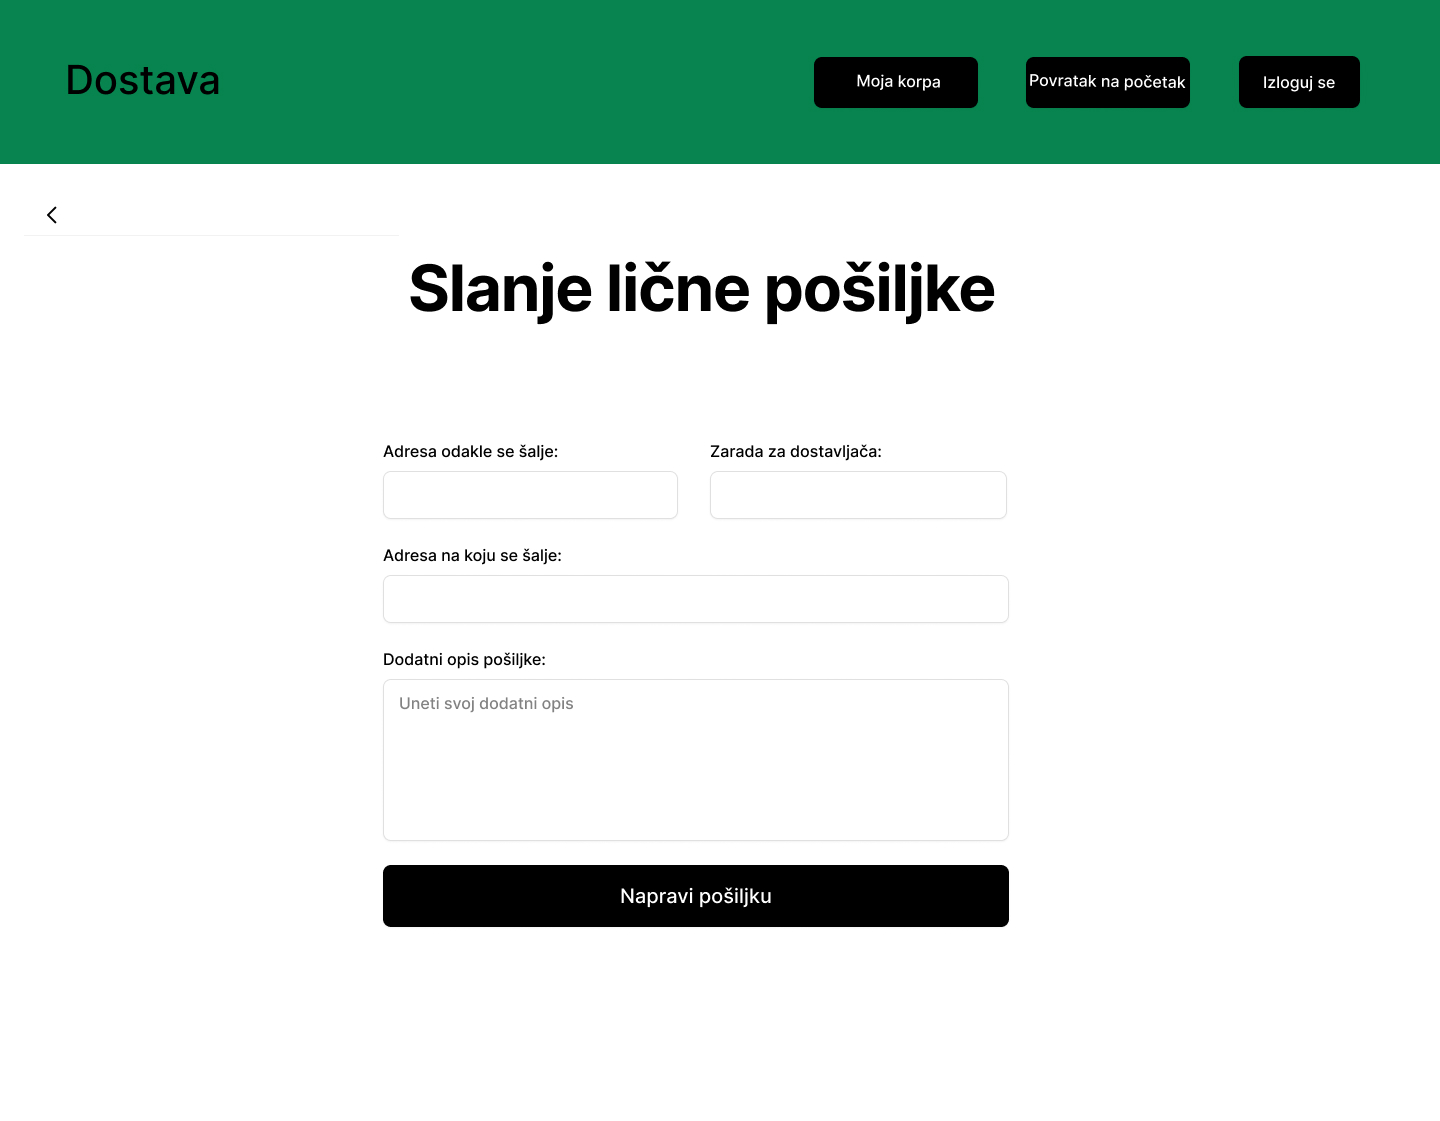 Dostava
Moja korpa
Povratak na početak
Izloguj se
Slanje lične pošiljke
Adresa odakle se šalje:
Zarada za dostavljača:
Adresa na koju se šalje:
Dodatni opis pošiljke:
Uneti svoj dodatni opis
Napravi pošiljku